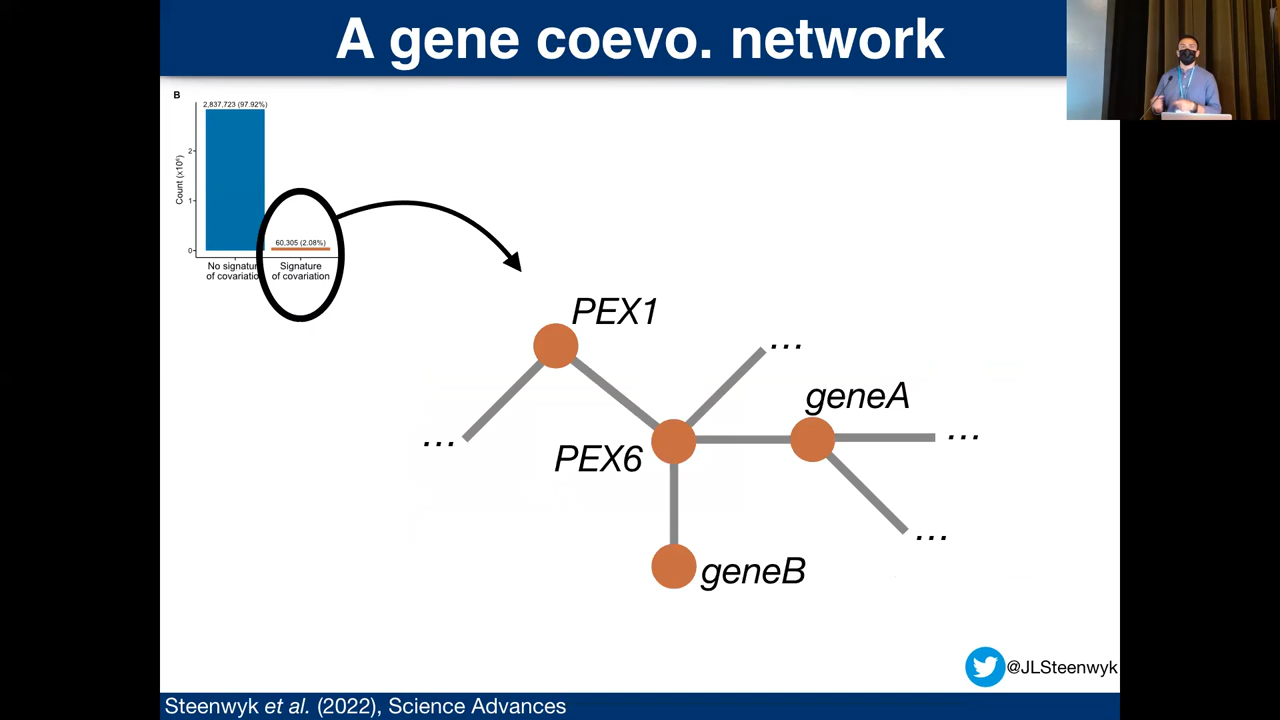 A gene coevo. network
B
2,837,723 (97.92%)
Count (x10⁶)
2
1
0
60,305 (2.08%)
No signature
of covariation
Signature
of covariation
PEX1
...
...
geneA
...
PEX6
...
geneB
@JLSteenwyk
Steenwyk et al. (2022), Science Advances